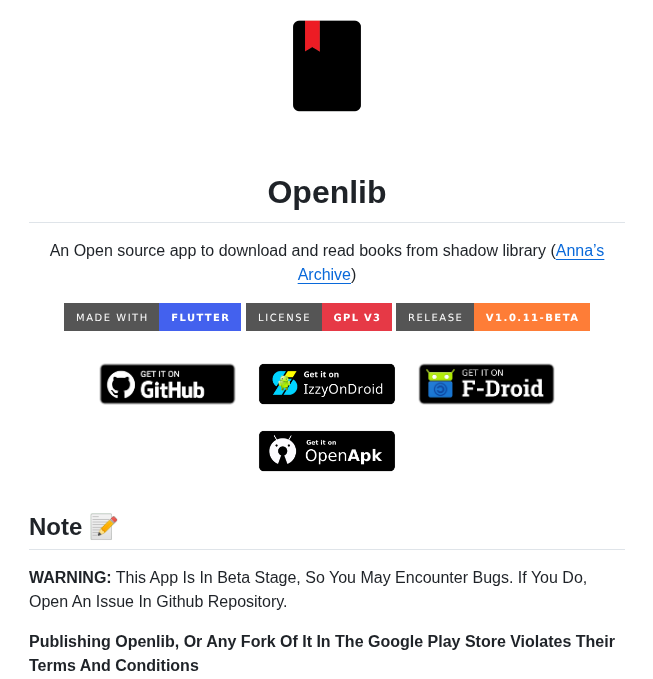 Openlib
An Open source app to download and read books from shadow library (Anna’s
Archive)
MADE WITH FLUTTER LICENSE GPL V3 RELEASE V1.0.11-BETA
GET IT ON GitHub Get it on IzzyOnDroid GET IT ON F-Droid
Get it on OpenApk
Note
WARNING: This App Is In Beta Stage, So You May Encounter Bugs. If You Do,
Open An Issue In Github Repository.
Publishing Openlib, Or Any Fork Of It In The Google Play Store Violates Their
Terms And Conditions